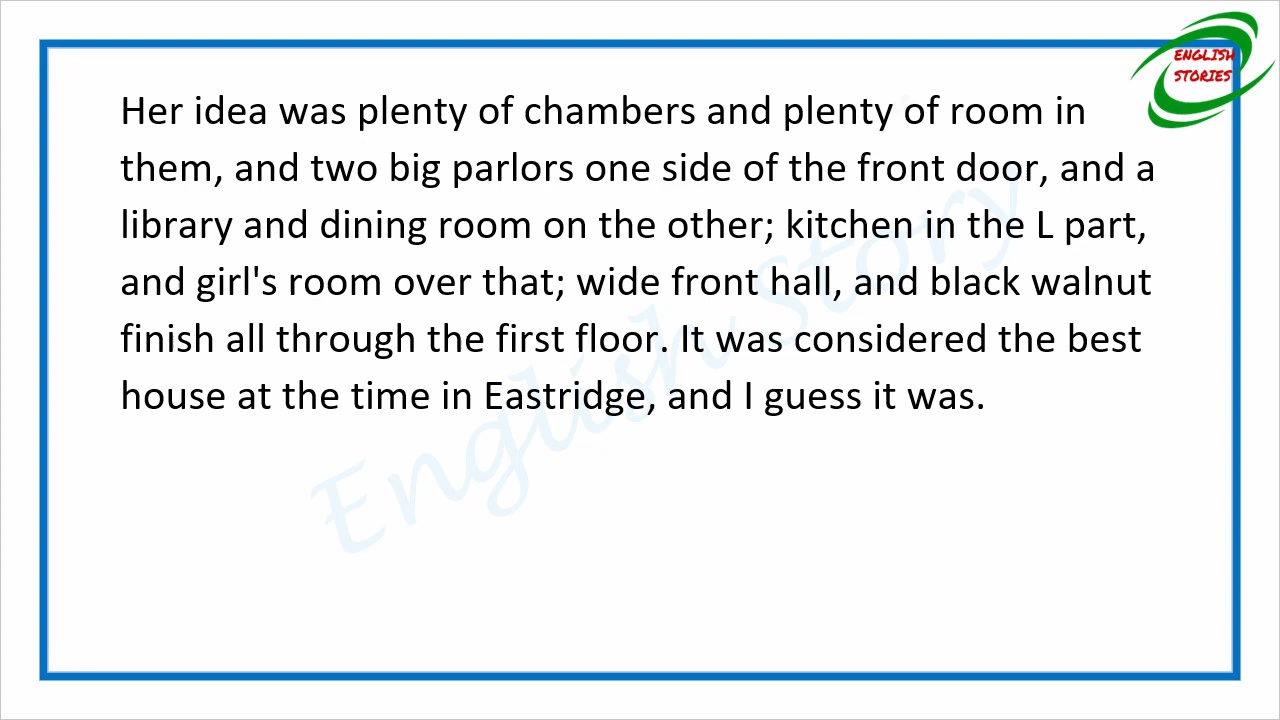 ENGLISH
STORIES
Her idea was plenty of chambers and plenty of room in
them, and two big parlors one side of the front door, and a
library and dining room on the other; kitchen in the L part,
and girl's room over that; wide front hall, and black walnut
finish all through the first floor. It was considered the best
house at the time in Eastridge, and I guess it was.
English Story